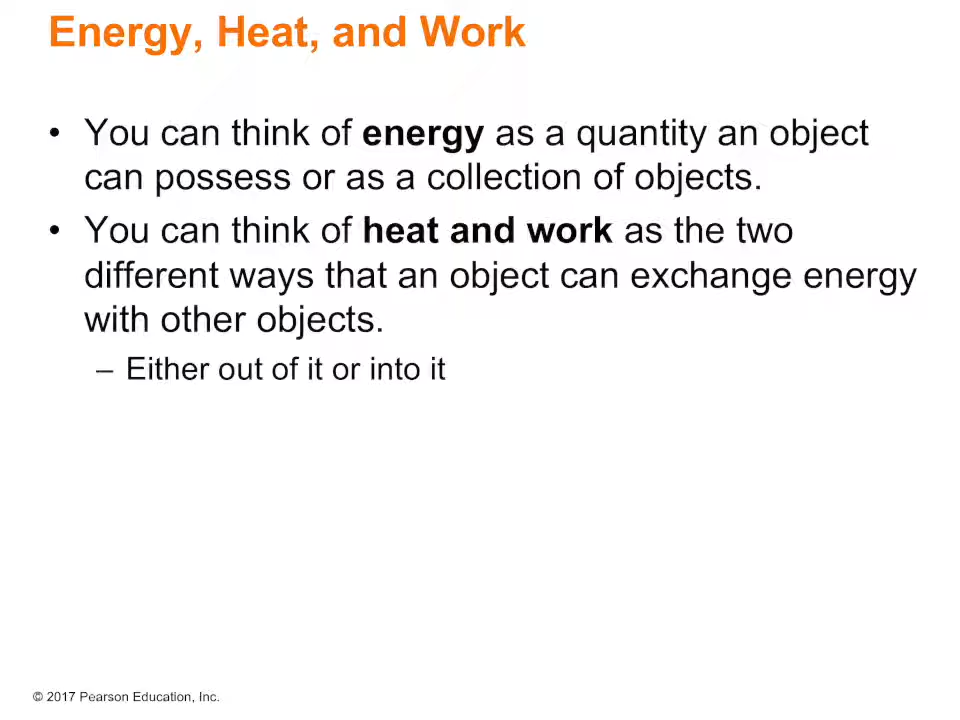 Energy, Heat, and Work
• You can think of energy as a quantity an object
can possess or as a collection of objects.
• You can think of heat and work as the two
different ways that an object can exchange energy
with other objects.
– Either out of it or into it
© 2017 Pearson Education, Inc.